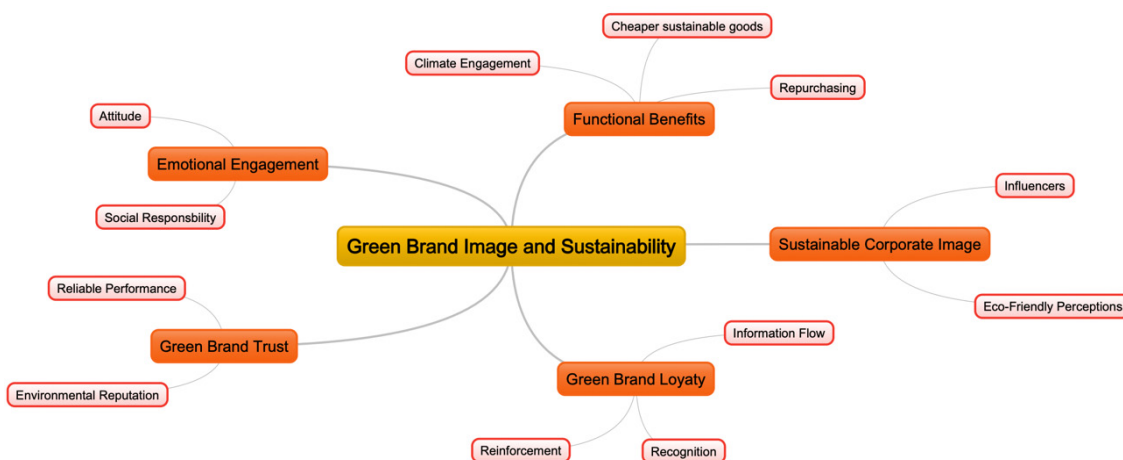 Cheaper sustainable goods
Climate Engagement
Repurchasing
Functional Benefits
Attitude
Emotional Engagement
Social Responsbility
Influencers
Green Brand Image and Sustainability
Sustainable Corporate Image
Reliable Performance
Eco-Friendly Perceptions
Information Flow
Green Brand Trust
Green Brand Loyaty
Environmental Reputation
Reinforcement
Recognition